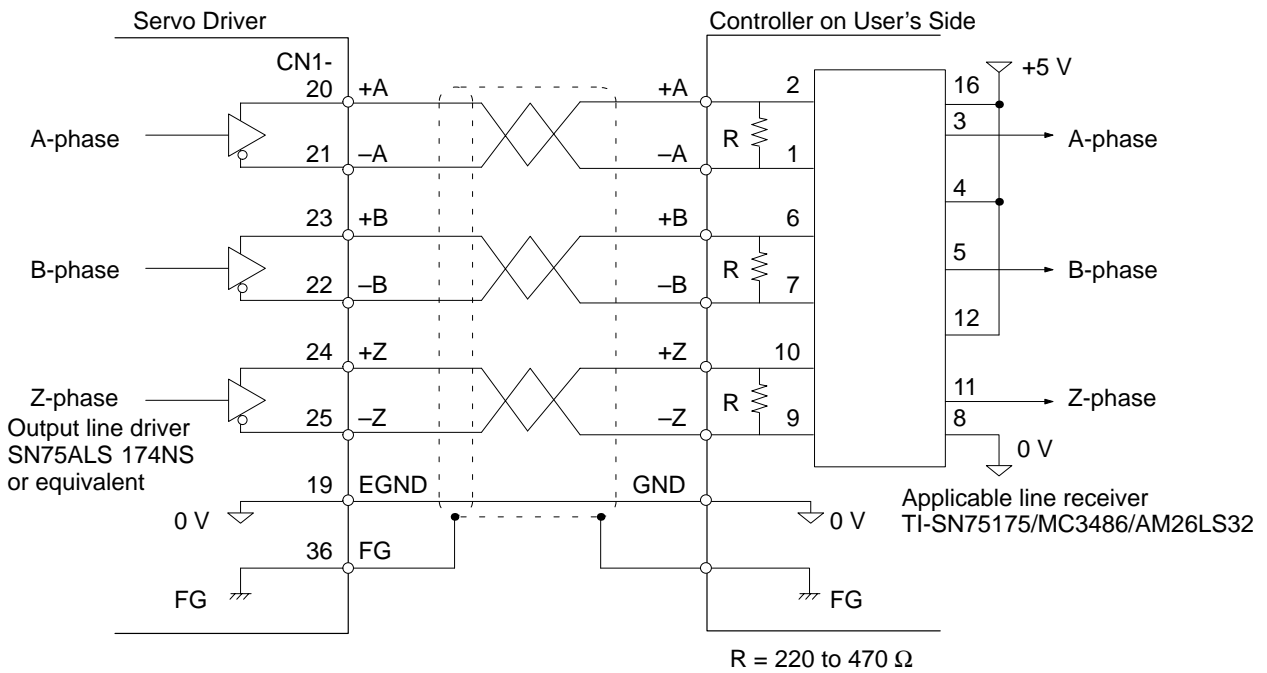 Servo Driver
Controller on User's Side
CN1-
20 +A +A 2 16 +5 V
A-phase R 3 A-phase
21 –A –A 1
4
23 +B +B 6
B-phase R 5 B-phase
22 –B –B 7
12
24 +Z +Z 10
Z-phase R 11 Z-phase
25 –Z –Z 9 8
Output line driver
SN75ALS 174NS
or equivalent
0 V
19 EGND GND
0 V 0 V
Applicable line receiver
TI-SN75175/MC3486/AM26LS32
36 FG
FG FG
R = 220 to 470 Ω